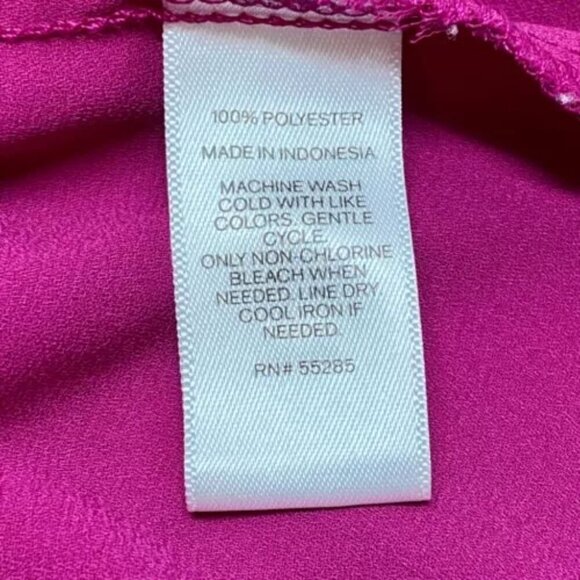 100% POLYESTER
MADE IN INDONESIA
MACHINE WASH
COLD WITH LIKE
COLORS. GENTLE
CYCLE.
ONLY NON-CHLORINE
BLEACH WHEN
NEEDED. LINE DRY
COOL IRON IF
NEEDED.
RN# 55285